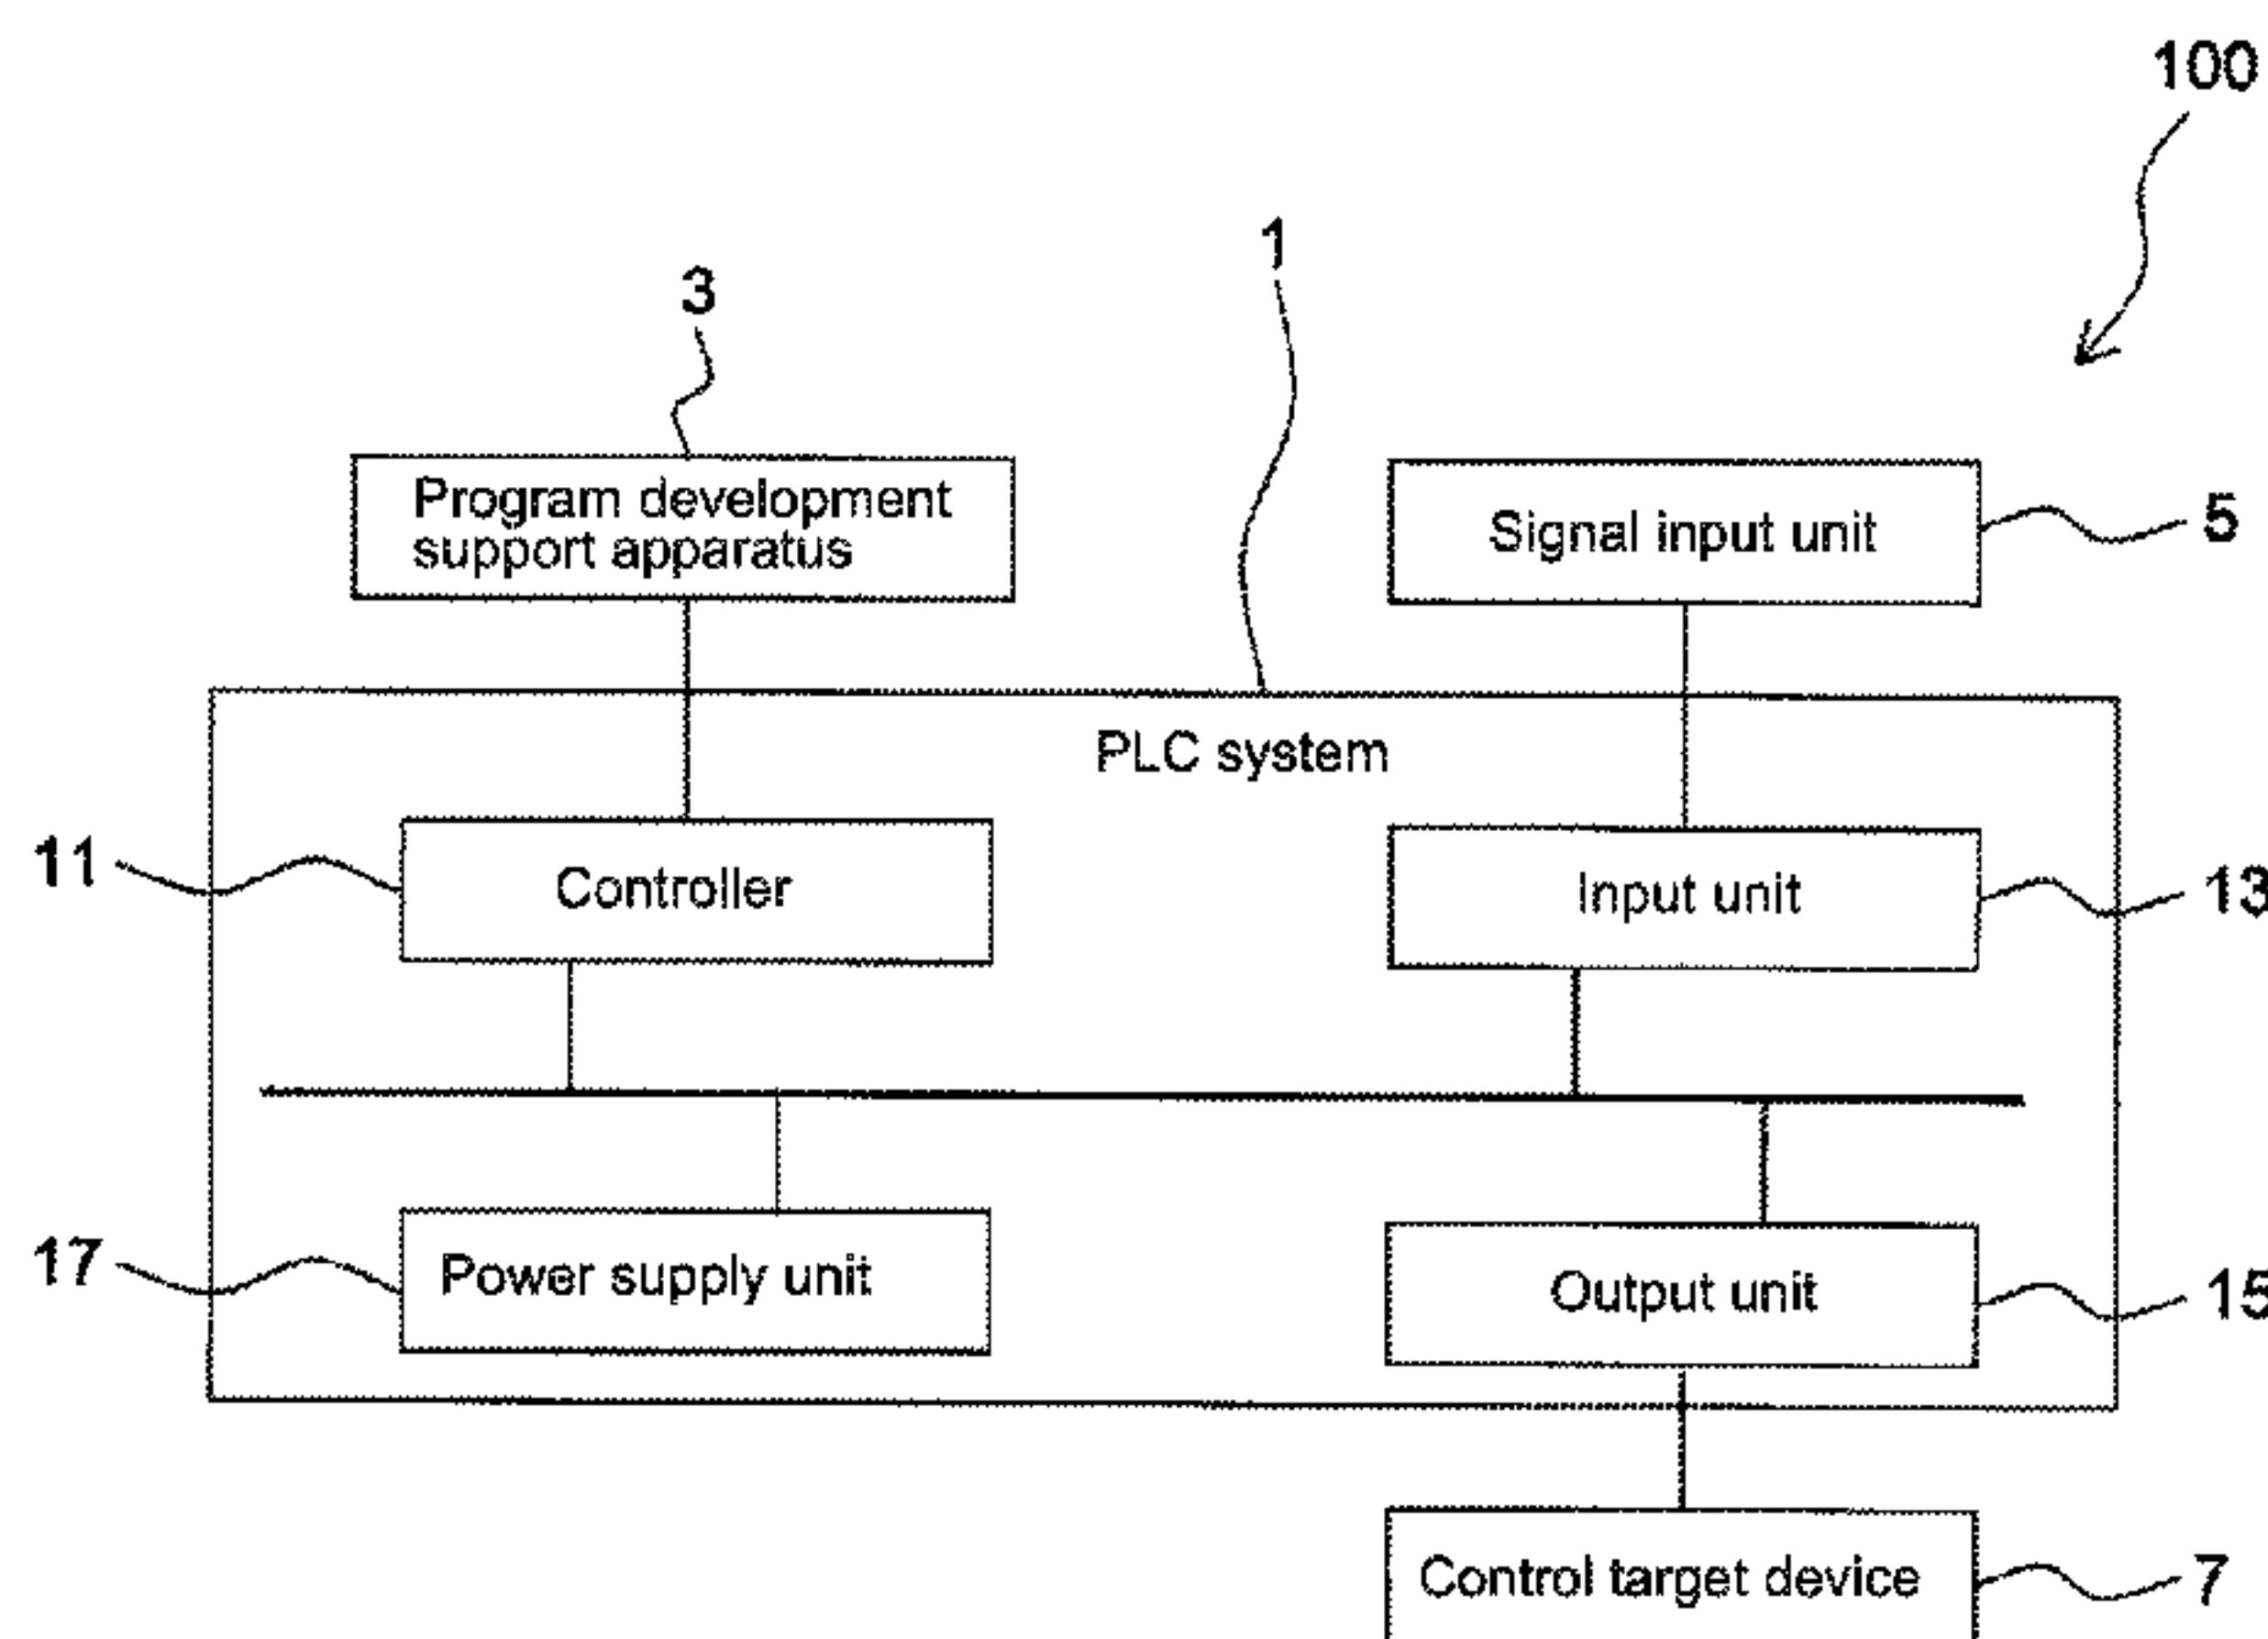 100
1
3
Program development
support apparatus
Signal input unit
5
PLC system
11
Controller
Input unit
13
17
Power supply unit
Output unit
15
Control target device
7